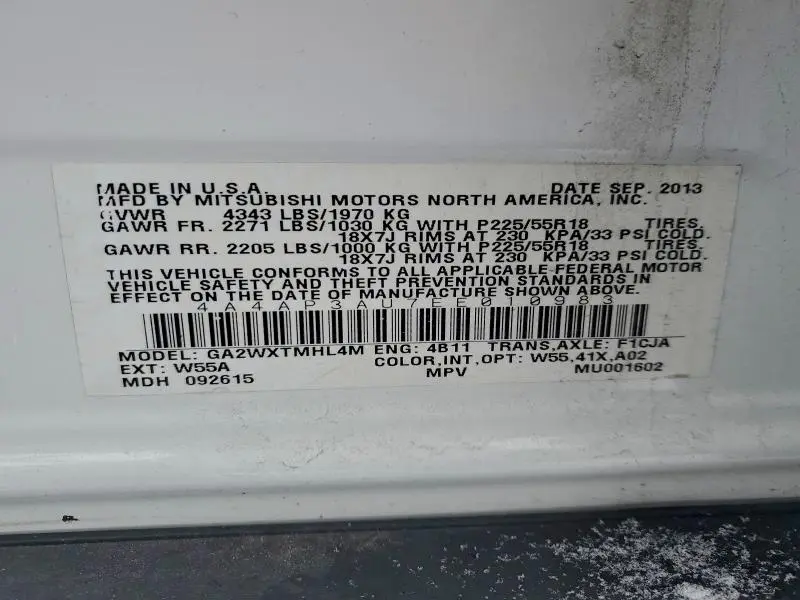 MADE IN U.S.A. DATE SEP. 2013
MFD BY MITSUBISHI MOTORS NORTH AMERICA, INC.
GVWR 4343 LBS/1970 KG
GAWR FR. 2271 LBS/1030 KG WITH P225/55R18 TIRES.
18X7J RIMS AT 230 KPA/33 PSI COLD.
GAWR RR. 2205 LBS/1000 KG WITH P225/55R18 TIRES.
18X7J RIMS AT 230 KPA/33 PSI COLD.
THIS VEHICLE CONFORMS TO ALL APPLICABLE FEDERAL MOTOR
VEHICLE SAFETY AND THEFT PREVENTION STANDARDS IN
EFFECT ON THE DATE OF MANUFACTURE SHOWN ABOVE.
4A4AP3AU7EE010983
MODEL: GA2WXTMHL4M ENG: 4B11 TRANS,AXLE: F1CJA
EXT: W55A COLOR,INT,OPT: W55,41X,A02
MDH 092615 MPV MU001602